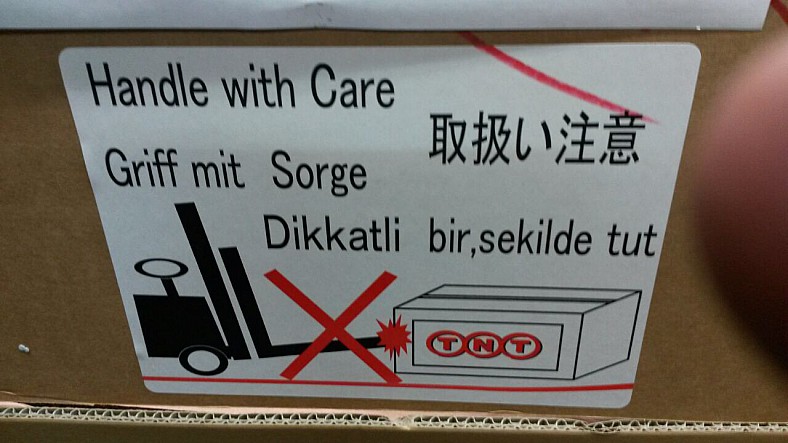 Handle with Care
取扱い注意
Griff mit Sorge
Dikkatli bir,sekilde tut
TNT